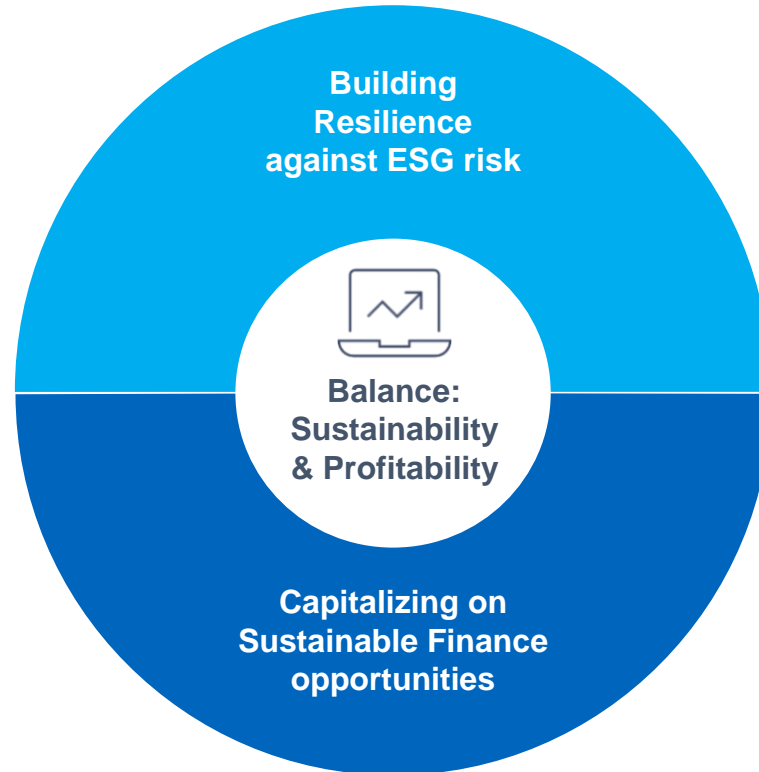 Building
Resilience
against ESG risk
Balance:
Sustainability
& Profitability
Capitalizing on
Sustainable Finance
opportunities